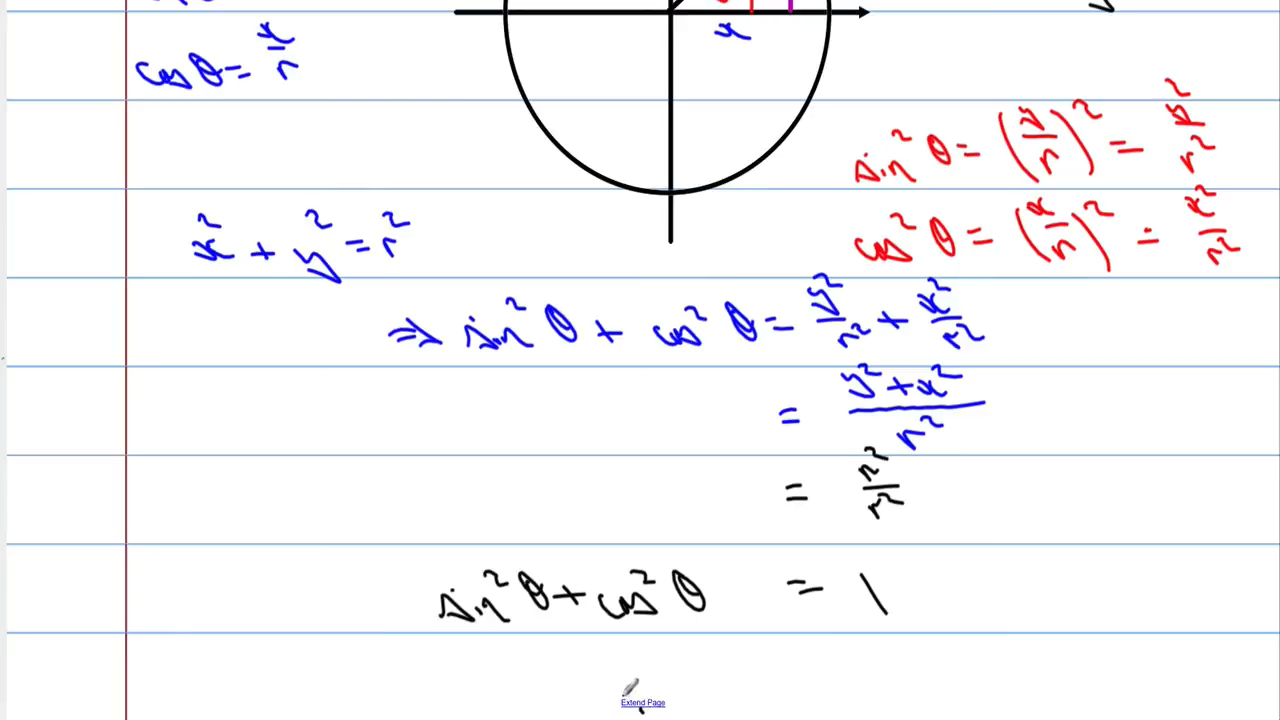 x
cos θ = x/r
sin² θ = (y/r)² = y²/r²
cos² θ = (x/r)² = x²/r²
x² + y² = r²
⇒ sin² θ + cos² θ = y²/r² + x²/r²
= y² + x² / r²
= r²/r²
sin² θ + cos² θ = 1
Extend Page